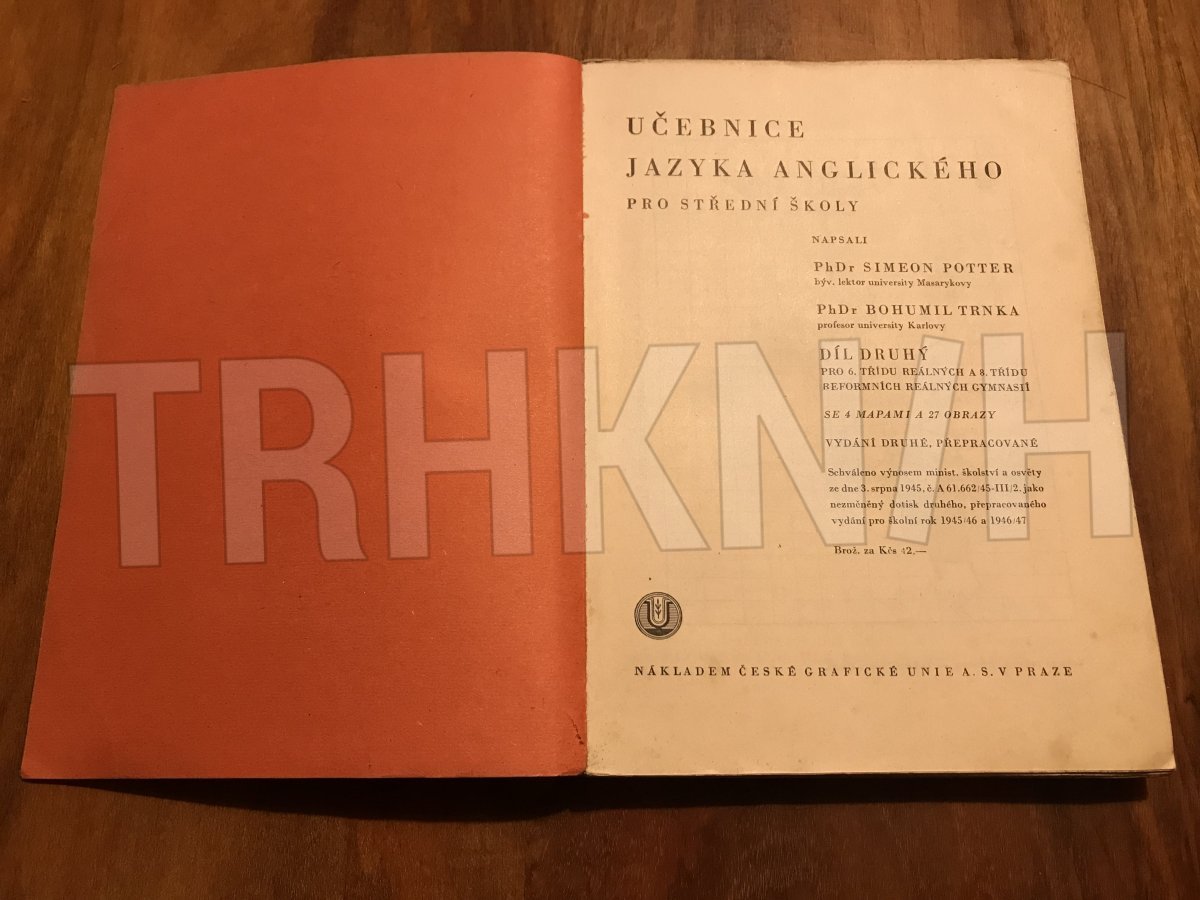 UČEBNICE
JAZYKA ANGLICKÉHO
PRO STŘEDNÍ ŠKOLY
NAPSALI
PhDr SIMEON POTTER
býv. lektor university Masarykovy
PhDr BOHUMIL TRNKA
profesor university Karlovy
DÍL DRUHÝ
PRO 6. TŘÍDU REÁLNÝCH A 8. TŘÍDU
REFORMNÍCH REÁLNÝCH GYMNASIÍ
SE 4 MAPAMI A 27 OBRAZY
VYDÁNÍ DRUHÉ, PŘEPRACOVANÉ
Schváleno výnosem minist. školství a osvěty
ze dne 3. srpna 1945, č. A 61.662/45-III/2. jako
nezměněný dotisk druhého, přepracovaného
vydání pro školní rok 1945/46 a 1946/47
Brož. za Kčs 42.—
NÁKLADEM ČESKÉ GRAFICKÉ UNIE A. S. V PRAZE
TRHKNIH